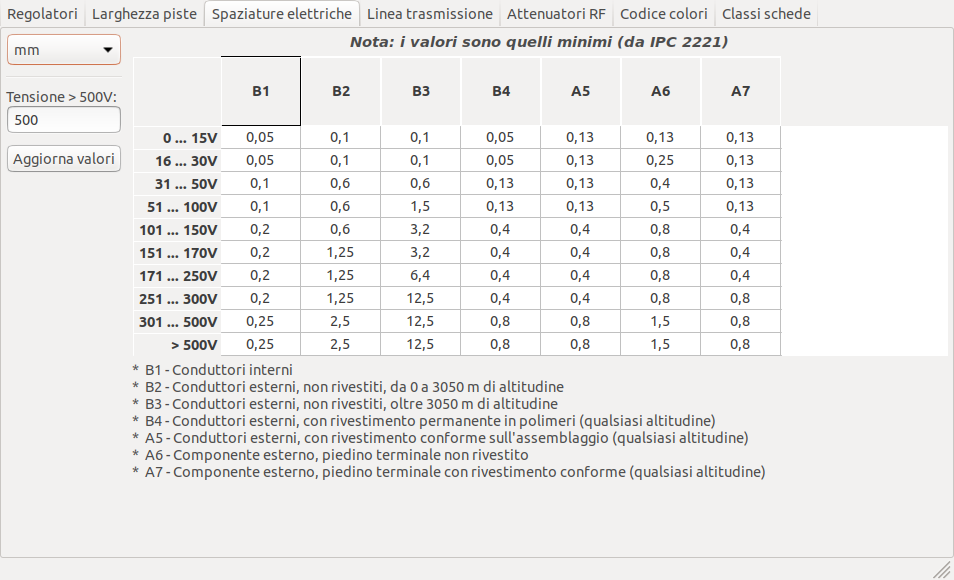 Regolatori Larghezza piste Spaziature elettriche Linea trasmissione Attenuatori RF Codice colori Classi schede
mm
Tensione > 500V:
500
Aggiorna valori
Nota: i valori sono quelli minimi (da IPC 2221)
B1 B2 B3 B4 A5 A6 A7
0 ... 15V 0,05 0,1 0,1 0,05 0,13 0,13 0,13
16 ... 30V 0,05 0,1 0,1 0,05 0,13 0,25 0,13
31 ... 50V 0,1 0,6 0,6 0,13 0,13 0,4 0,13
51 ... 100V 0,1 0,6 1,5 0,13 0,13 0,5 0,13
101 ... 150V 0,2 0,6 3,2 0,4 0,4 0,8 0,4
151 ... 170V 0,2 1,25 3,2 0,4 0,4 0,8 0,4
171 ... 250V 0,2 1,25 6,4 0,4 0,4 0,8 0,4
251 ... 300V 0,2 1,25 12,5 0,4 0,4 0,8 0,8
301 ... 500V 0,25 2,5 12,5 0,8 0,8 1,5 0,8
> 500V 0,25 2,5 12,5 0,8 0,8 1,5 0,8
* B1 - Conduttori interni
* B2 - Conduttori esterni, non rivestiti, da 0 a 3050 m di altitudine
* B3 - Conduttori esterni, non rivestiti, oltre 3050 m di altitudine
* B4 - Conduttori esterni, con rivestimento permanente in polimeri (qualsiasi altitudine)
* A5 - Conduttori esterni, con rivestimento conforme sull'assemblaggio (qualsiasi altitudine)
* A6 - Componente esterno, piedino terminale non rivestito
* A7 - Componente esterno, piedino terminale con rivestimento conforme (qualsiasi altitudine)